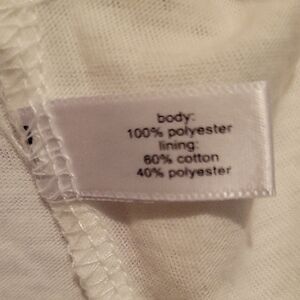 body:
100% polyester
lining:
60% cotton
40% polyester